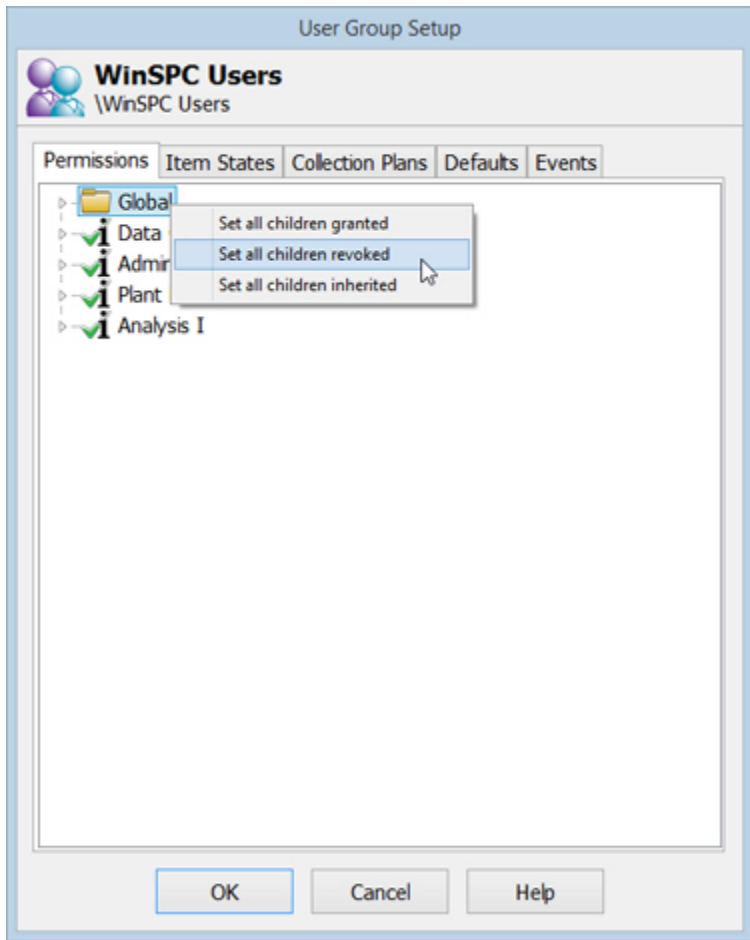 User Group Setup
WinSPC Users
\WinSPC Users
Permissions Item States Collection Plans Defaults Events
Global
Set all children granted
Data
Set all children revoked
Set all children inherited
Plant
Analysis I
OK Cancel Help